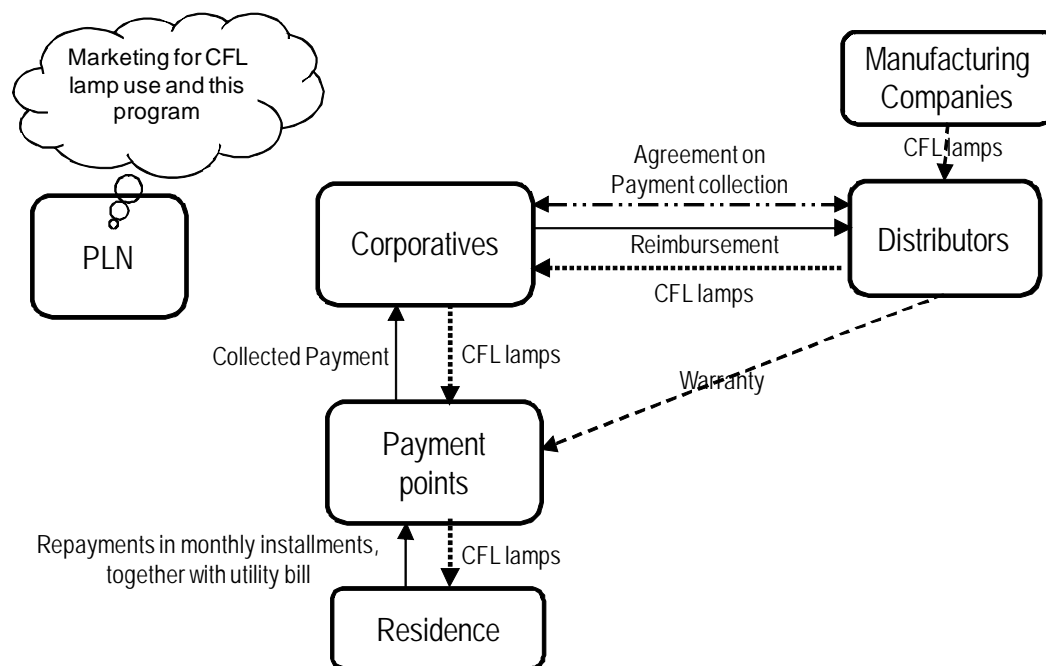 Marketing for CFL
lamp use and this
program
Manufacturing
Companies
CFL lamps
Agreement on
Payment collection
PLN
Corporatives
Reimbursement
Distributors
CFL lamps
Collected Payment
CFL lamps
Warranty
Payment
points
Repayments in monthly installments,
together with utility bill
CFL lamps
Residence